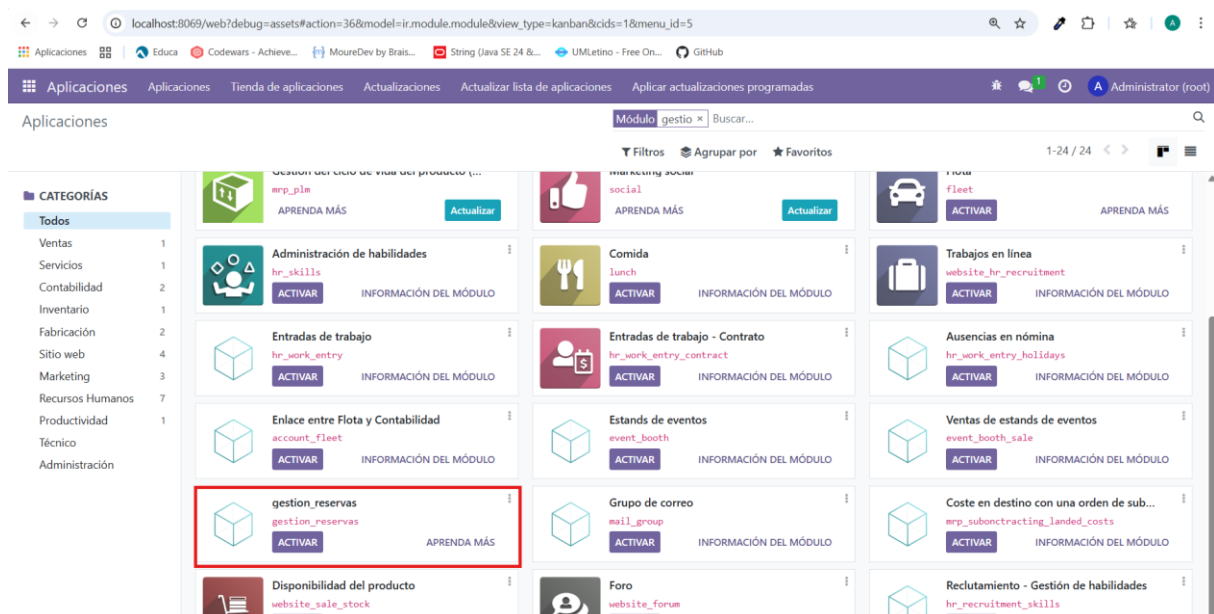 localhost:8069/web?debug=assets#action=36&model=ir.module.module&view_type=kanban&cids=1&menu_id=5
A
Aplicaciones
Educa
Codewars - Achieve...
MoureDev by Brais...
String (Java SE 24 &...
UMLetino - Free On...
GitHub
Aplicaciones
Aplicaciones
Tienda de aplicaciones
Actualizaciones
Actualizar lista de aplicaciones
Aplicar actualizaciones programadas
1
A
Administrator (root)
Aplicaciones
Módulo
gestio ×
Buscar...
Filtros
Agrupar por
Favoritos
1-24 / 24
CATEGORÍAS
Todos
Ventas 1
Servicios 1
Contabilidad 2
Inventario 1
Fabricación 2
Sitio web 4
Marketing 3
Recursos Humanos 7
Productividad 1
Técnico
Administración
Gestión del ciclo de vida del producto (...
mrp_plm
APRENDA MÁS
Actualizar
Marketing social
social
APRENDA MÁS
Actualizar
Flota
fleet
ACTIVAR
APRENDA MÁS
Administración de habilidades
hr_skills
ACTIVAR
INFORMACIÓN DEL MÓDULO
Comida
lunch
ACTIVAR
INFORMACIÓN DEL MÓDULO
Trabajos en línea
website_hr_recruitment
ACTIVAR
INFORMACIÓN DEL MÓDULO
Entradas de trabajo
hr_work_entry
ACTIVAR
INFORMACIÓN DEL MÓDULO
Entradas de trabajo - Contrato
hr_work_entry_contract
ACTIVAR
INFORMACIÓN DEL MÓDULO
Ausencias en nómina
hr_work_entry_holidays
ACTIVAR
INFORMACIÓN DEL MÓDULO
Enlace entre Flota y Contabilidad
account_fleet
ACTIVAR
INFORMACIÓN DEL MÓDULO
Estands de eventos
event_booth
ACTIVAR
INFORMACIÓN DEL MÓDULO
Ventas de estands de eventos
event_booth_sale
ACTIVAR
INFORMACIÓN DEL MÓDULO
gestion_reservas
gestion_reservas
ACTIVAR
APRENDA MÁS
Grupo de correo
mail_group
ACTIVAR
INFORMACIÓN DEL MÓDULO
Coste en destino con una orden de sub...
mrp_subonctracting_landed_costs
ACTIVAR
INFORMACIÓN DEL MÓDULO
Disponibilidad del producto
website_sale_stock
Foro
website_forum
Reclutamiento - Gestión de habilidades
hr_recruitment_skills